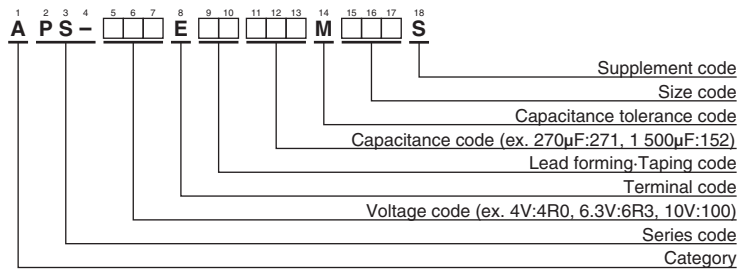 1 2 3 4 5 6 7 8 9 10 11 12 13 14 15 16 17 18
A P S – E M S
Supplement code
Size code
Capacitance tolerance code
Capacitance code (ex. 270μF:271, 1 500μF:152)
Lead forming·Taping code
Terminal code
Voltage code (ex. 4V:4R0, 6.3V:6R3, 10V:100)
Series code
Category